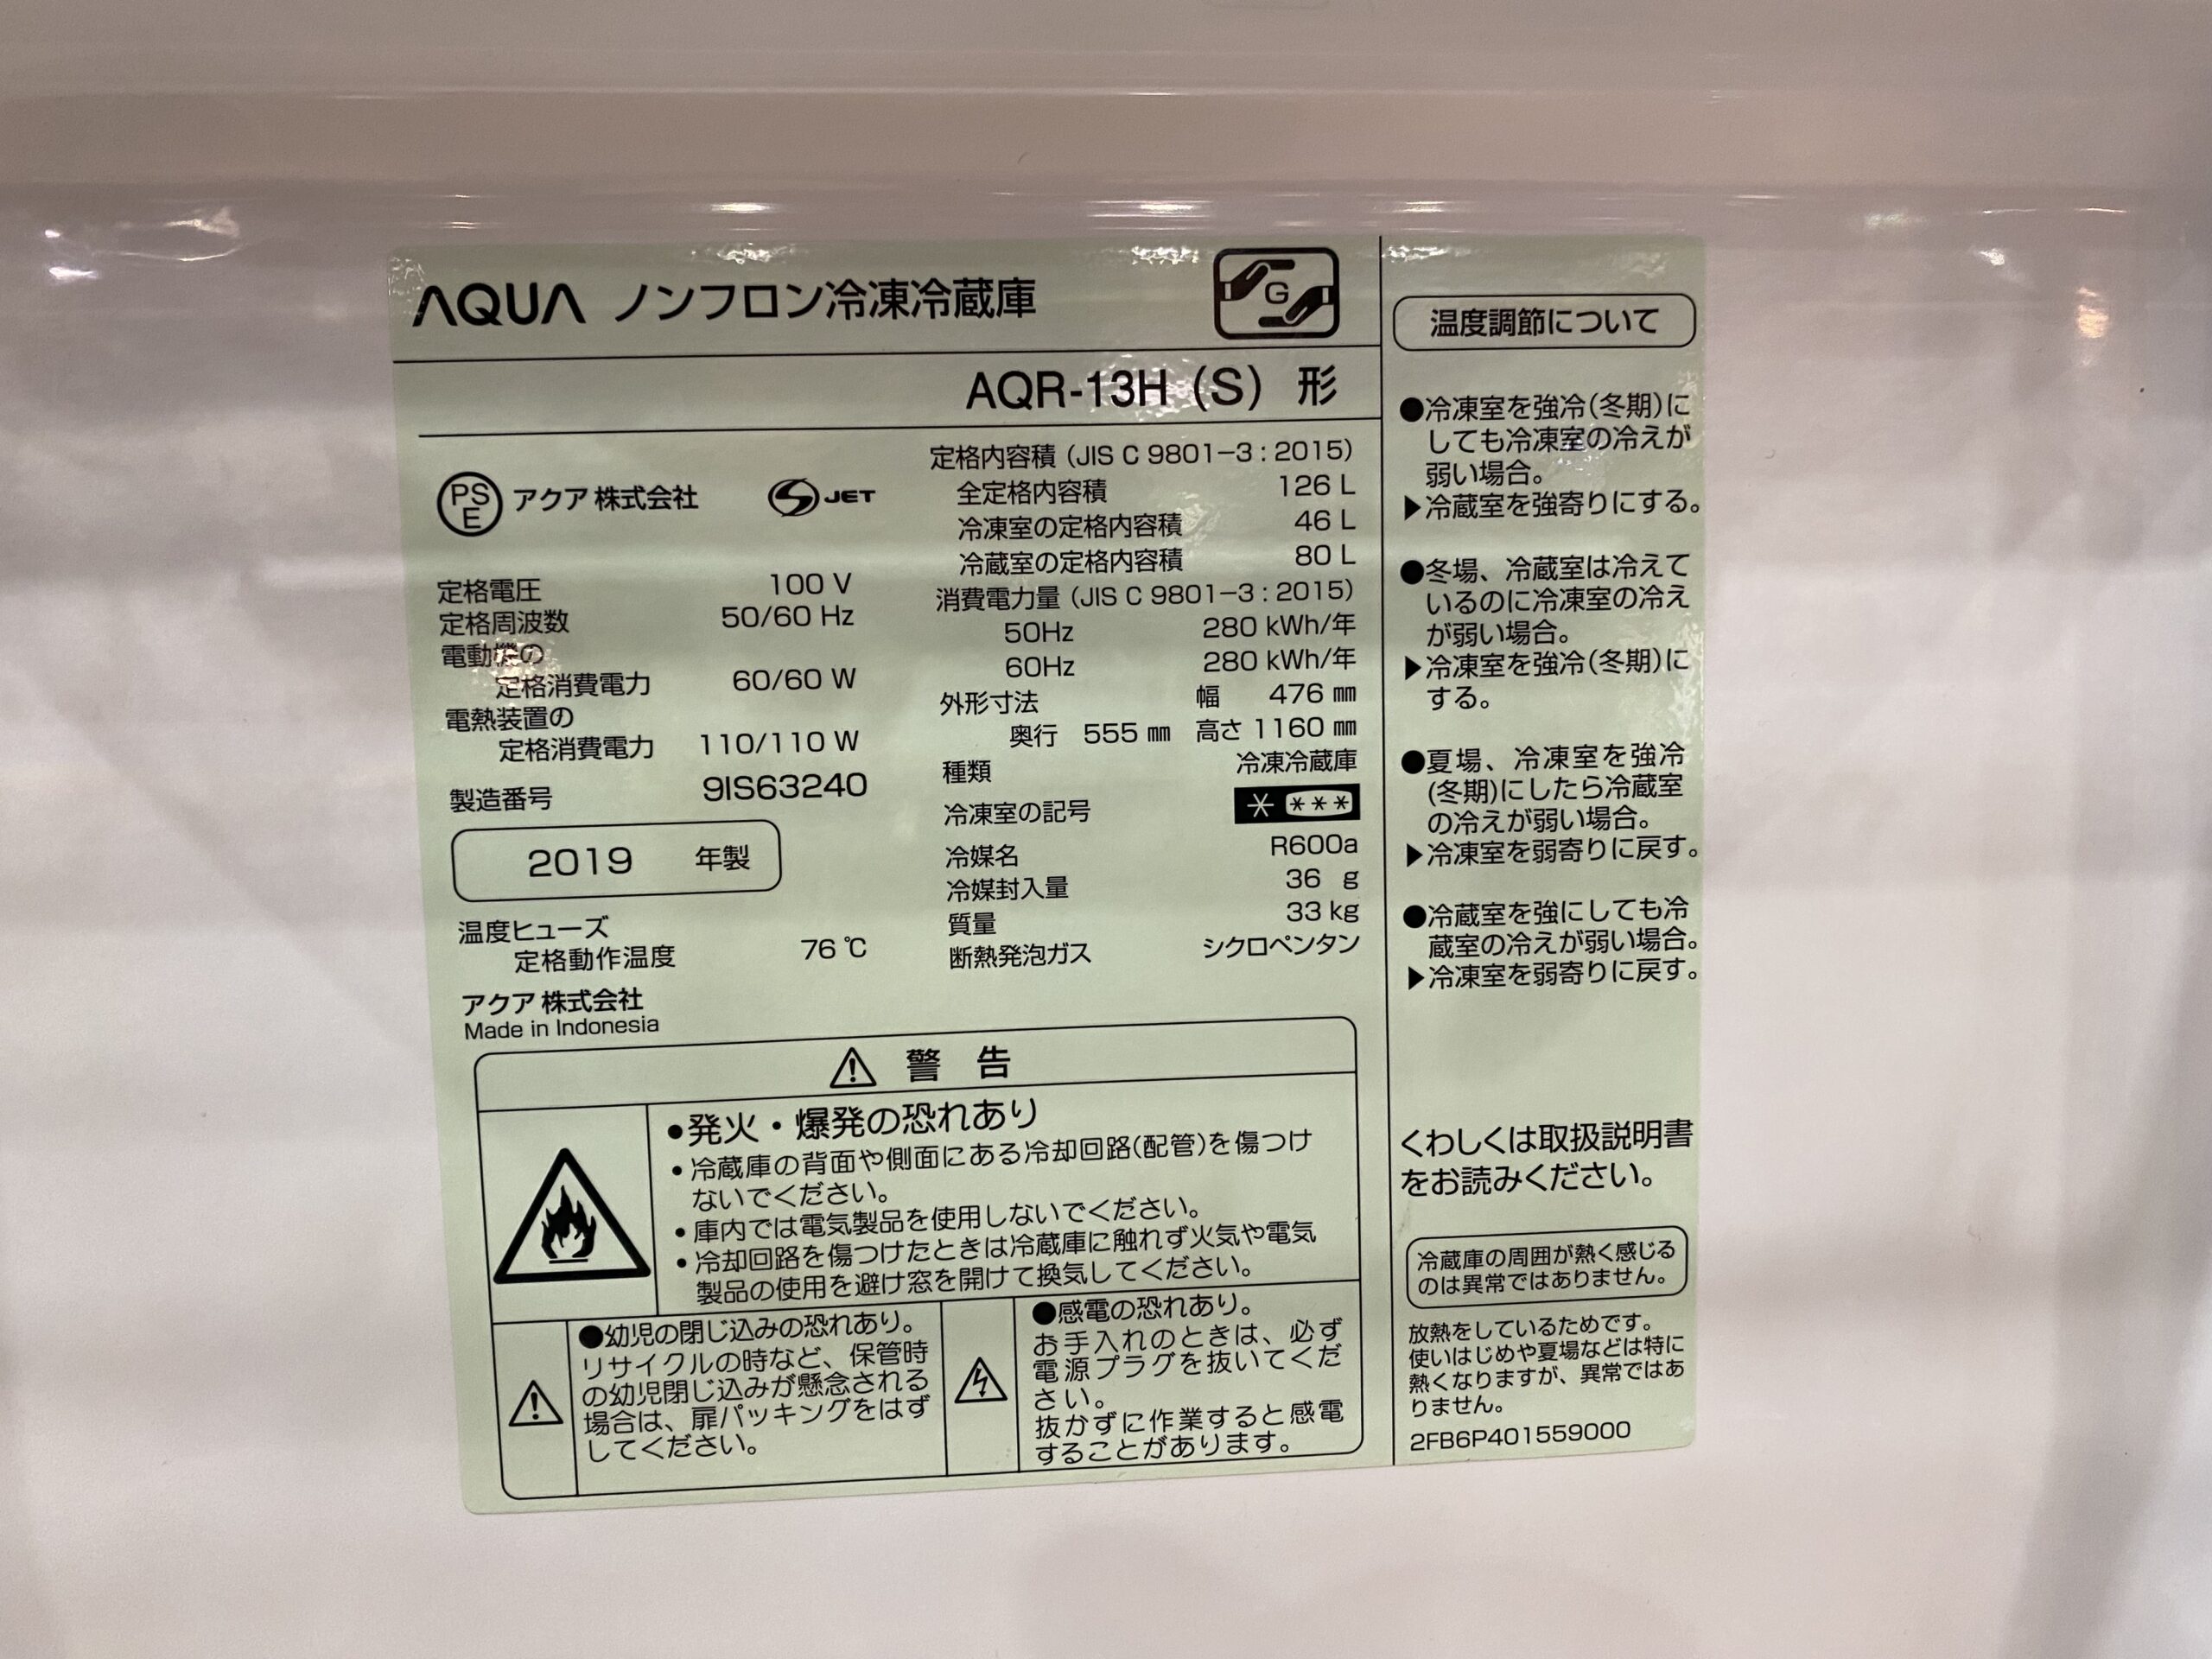 AQUA ノンフロン冷凍冷蔵庫
G
AQR-13H (S) 形
PS
E
アクア 株式会社
S JET
定格電圧 100 V
定格周波数 50/60 Hz
電動機の
定格消費電力 60/60 W
電熱装置の
定格消費電力 110/110 W
製造番号 9IS63240
2019 年製
温度ヒューズ
定格動作温度 76 ℃
アクア 株式会社
Made in Indonesia
定格内容積 (JIS C 9801−3 : 2015)
全定格内容積 126 L
冷凍室の定格内容積 46 L
冷蔵室の定格内容積 80 L
消費電力量 (JIS C 9801−3 : 2015)
50Hz 280 kWh/年
60Hz 280 kWh/年
外形寸法 幅 476 ㎜
奥行 555 ㎜ 高さ 1160 ㎜
種類 冷凍冷蔵庫
冷凍室の記号 * ***
冷媒名 R600a
冷媒封入量 36 g
質量 33 kg
断熱発泡ガス シクロペンタン
警 告
●発火・爆発の恐れあり
• 冷蔵庫の背面や側面にある冷却回路(配管)を傷つけ
ないでください。
• 庫内では電気製品を使用しないでください。
• 冷却回路を傷つけたときは冷蔵庫に触れず火気や電気
製品の使用を避け窓を開けて換気してください。
●幼児の閉じ込みの恐れあり。
リサイクルの時など、保管時
の幼児閉じ込みが懸念される
場合は、扉パッキングをはず
してください。
●感電の恐れあり。
お手入れのときは、必ず
電源プラグを抜いてくだ
さい。
抜かずに作業すると感電
することがあります。
温度調節について
●冷凍室を強冷(冬期)に
しても冷凍室の冷えが
弱い場合。
▶冷蔵室を強寄りにする。
●冬場、冷蔵室は冷えて
いるのに冷凍室の冷え
が弱い場合。
▶冷凍室を強冷(冬期)に
する。
●夏場、冷凍室を強冷
(冬期)にしたら冷蔵室
の冷えが弱い場合。
▶冷凍室を弱寄りに戻す。
●冷蔵室を強にしても冷
蔵室の冷えが弱い場合。
▶冷凍室を弱寄りに戻す。
くわしくは取扱説明書
をお読みください。
冷蔵庫の周囲が熱く感じる
のは異常ではありません。
放熱をしているためです。
使いはじめや夏場などは特に
熱くなりますが、異常ではあ
りません。
2FB6P401559000